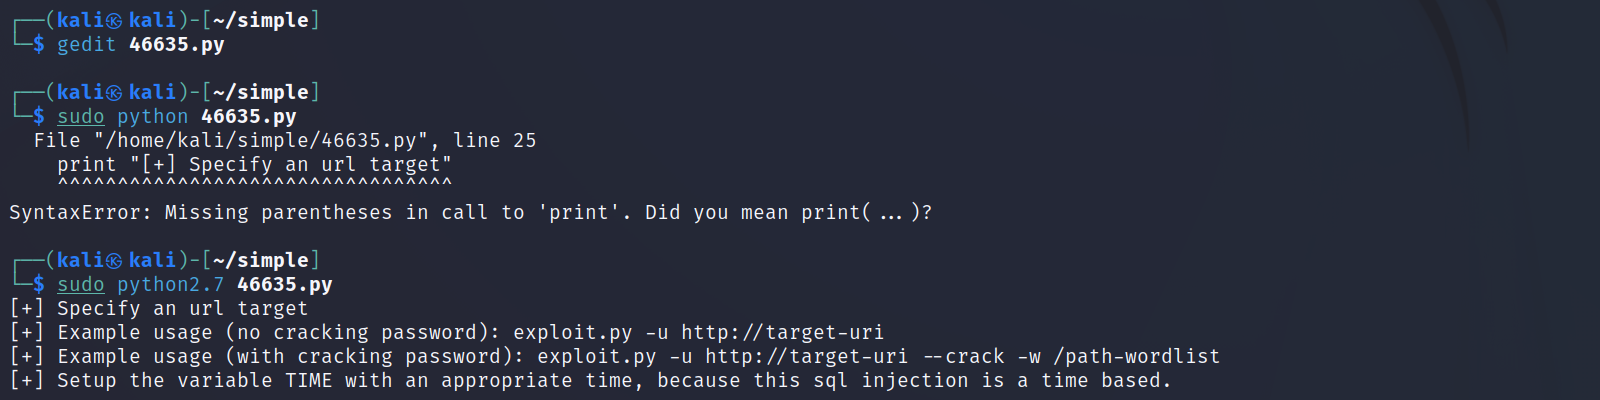 ┌──(kali㉿kali)-[~/simple]
└─$ gedit 46635.py
┌──(kali㉿kali)-[~/simple]
└─$ sudo python 46635.py
  File "/home/kali/simple/46635.py", line 25
    print "[+] Specify an url target"
    ^^^^^^^^^^^^^^^^^^^^^^^^^^^^^^^^^
SyntaxError: Missing parentheses in call to 'print'. Did you mean print(...)?
┌──(kali㉿kali)-[~/simple]
└─$ sudo python2.7 46635.py
[+] Specify an url target
[+] Example usage (no cracking password): exploit.py -u http://target-uri
[+] Example usage (with cracking password): exploit.py -u http://target-uri --crack -w /path-wordlist
[+] Setup the variable TIME with an appropriate time, because this sql injection is a time based.